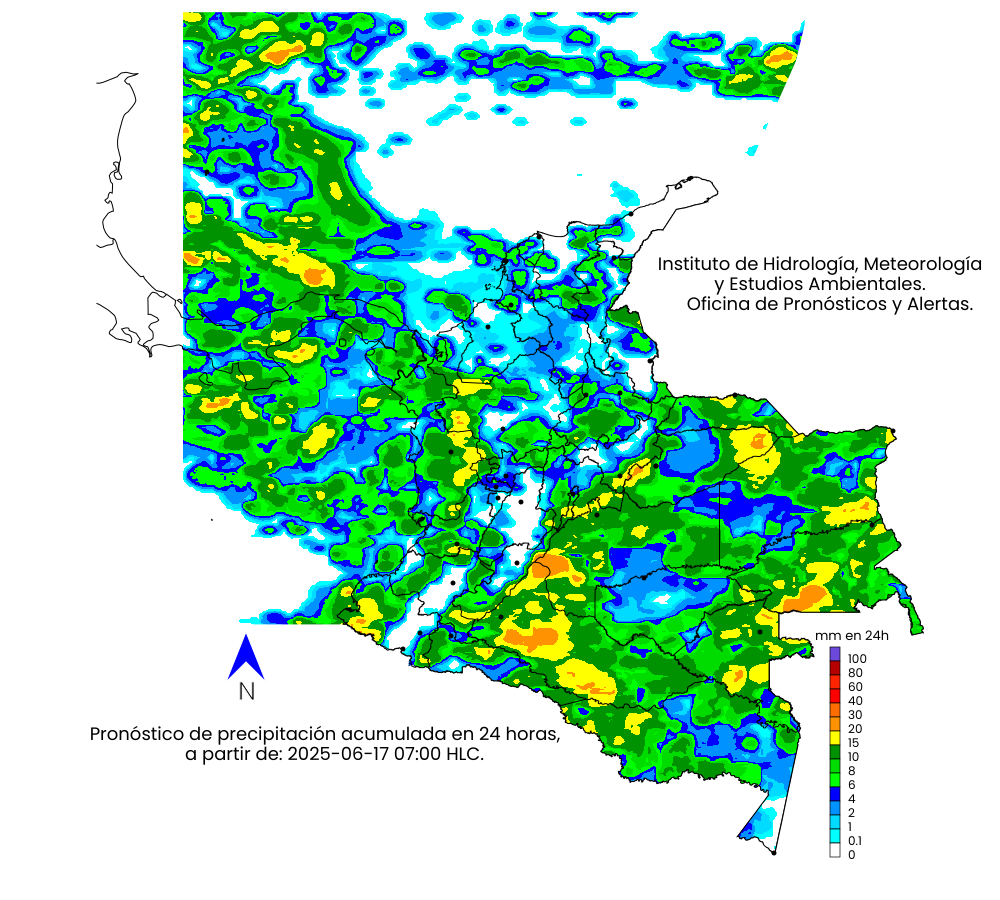 Instituto de Hidrología, Meteorología
y Estudios Ambientales.
Oficina de Pronósticos y Alertas.
mm en 24h
100
80
60
40
30
20
15
10
8
6
4
2
1
0.1
0
N
Pronóstico de precipitación acumulada en 24 horas,
a partir de: 2025-06-17 07:00 HLC.